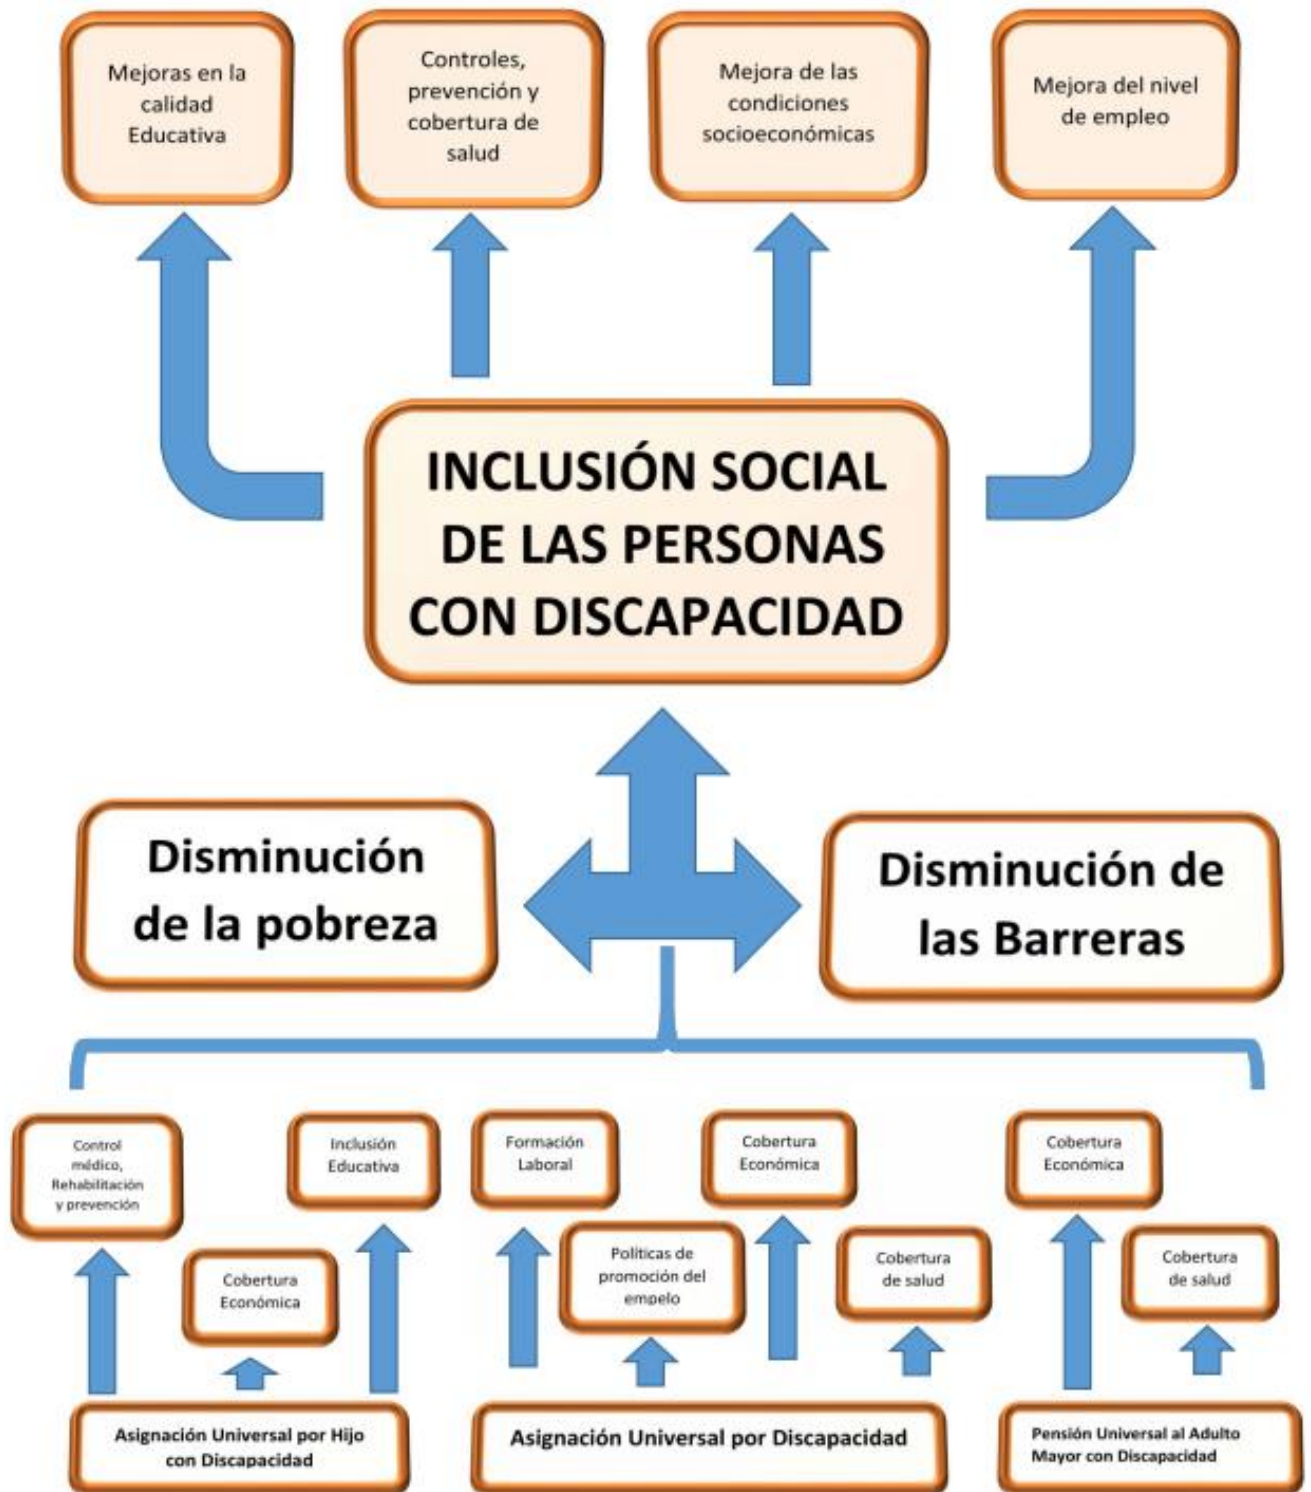 Mejoras en la
calidad
Educativa
Controles,
prevención y
cobertura de
salud
Mejora de las
condiciones
socioeconómicas
Mejora del nivel
de empleo
INCLUSIÓN SOCIAL
DE LAS PERSONAS
CON DISCAPACIDAD
Disminución
de la pobreza
Disminución de
las Barreras
Control
médico,
Rehabilitación
y prevención
Cobertura
Económica
Inclusión
Educativa
Formación
Laboral
Políticas de
promoción del
empelo
Cobertura
Económica
Cobertura
de salud
Cobertura
Económica
Cobertura
de salud
Asignación Universal por Hijo
con Discapacidad
Asignación Universal por Discapacidad
Pensión Universal al Adulto
Mayor con Discapacidad